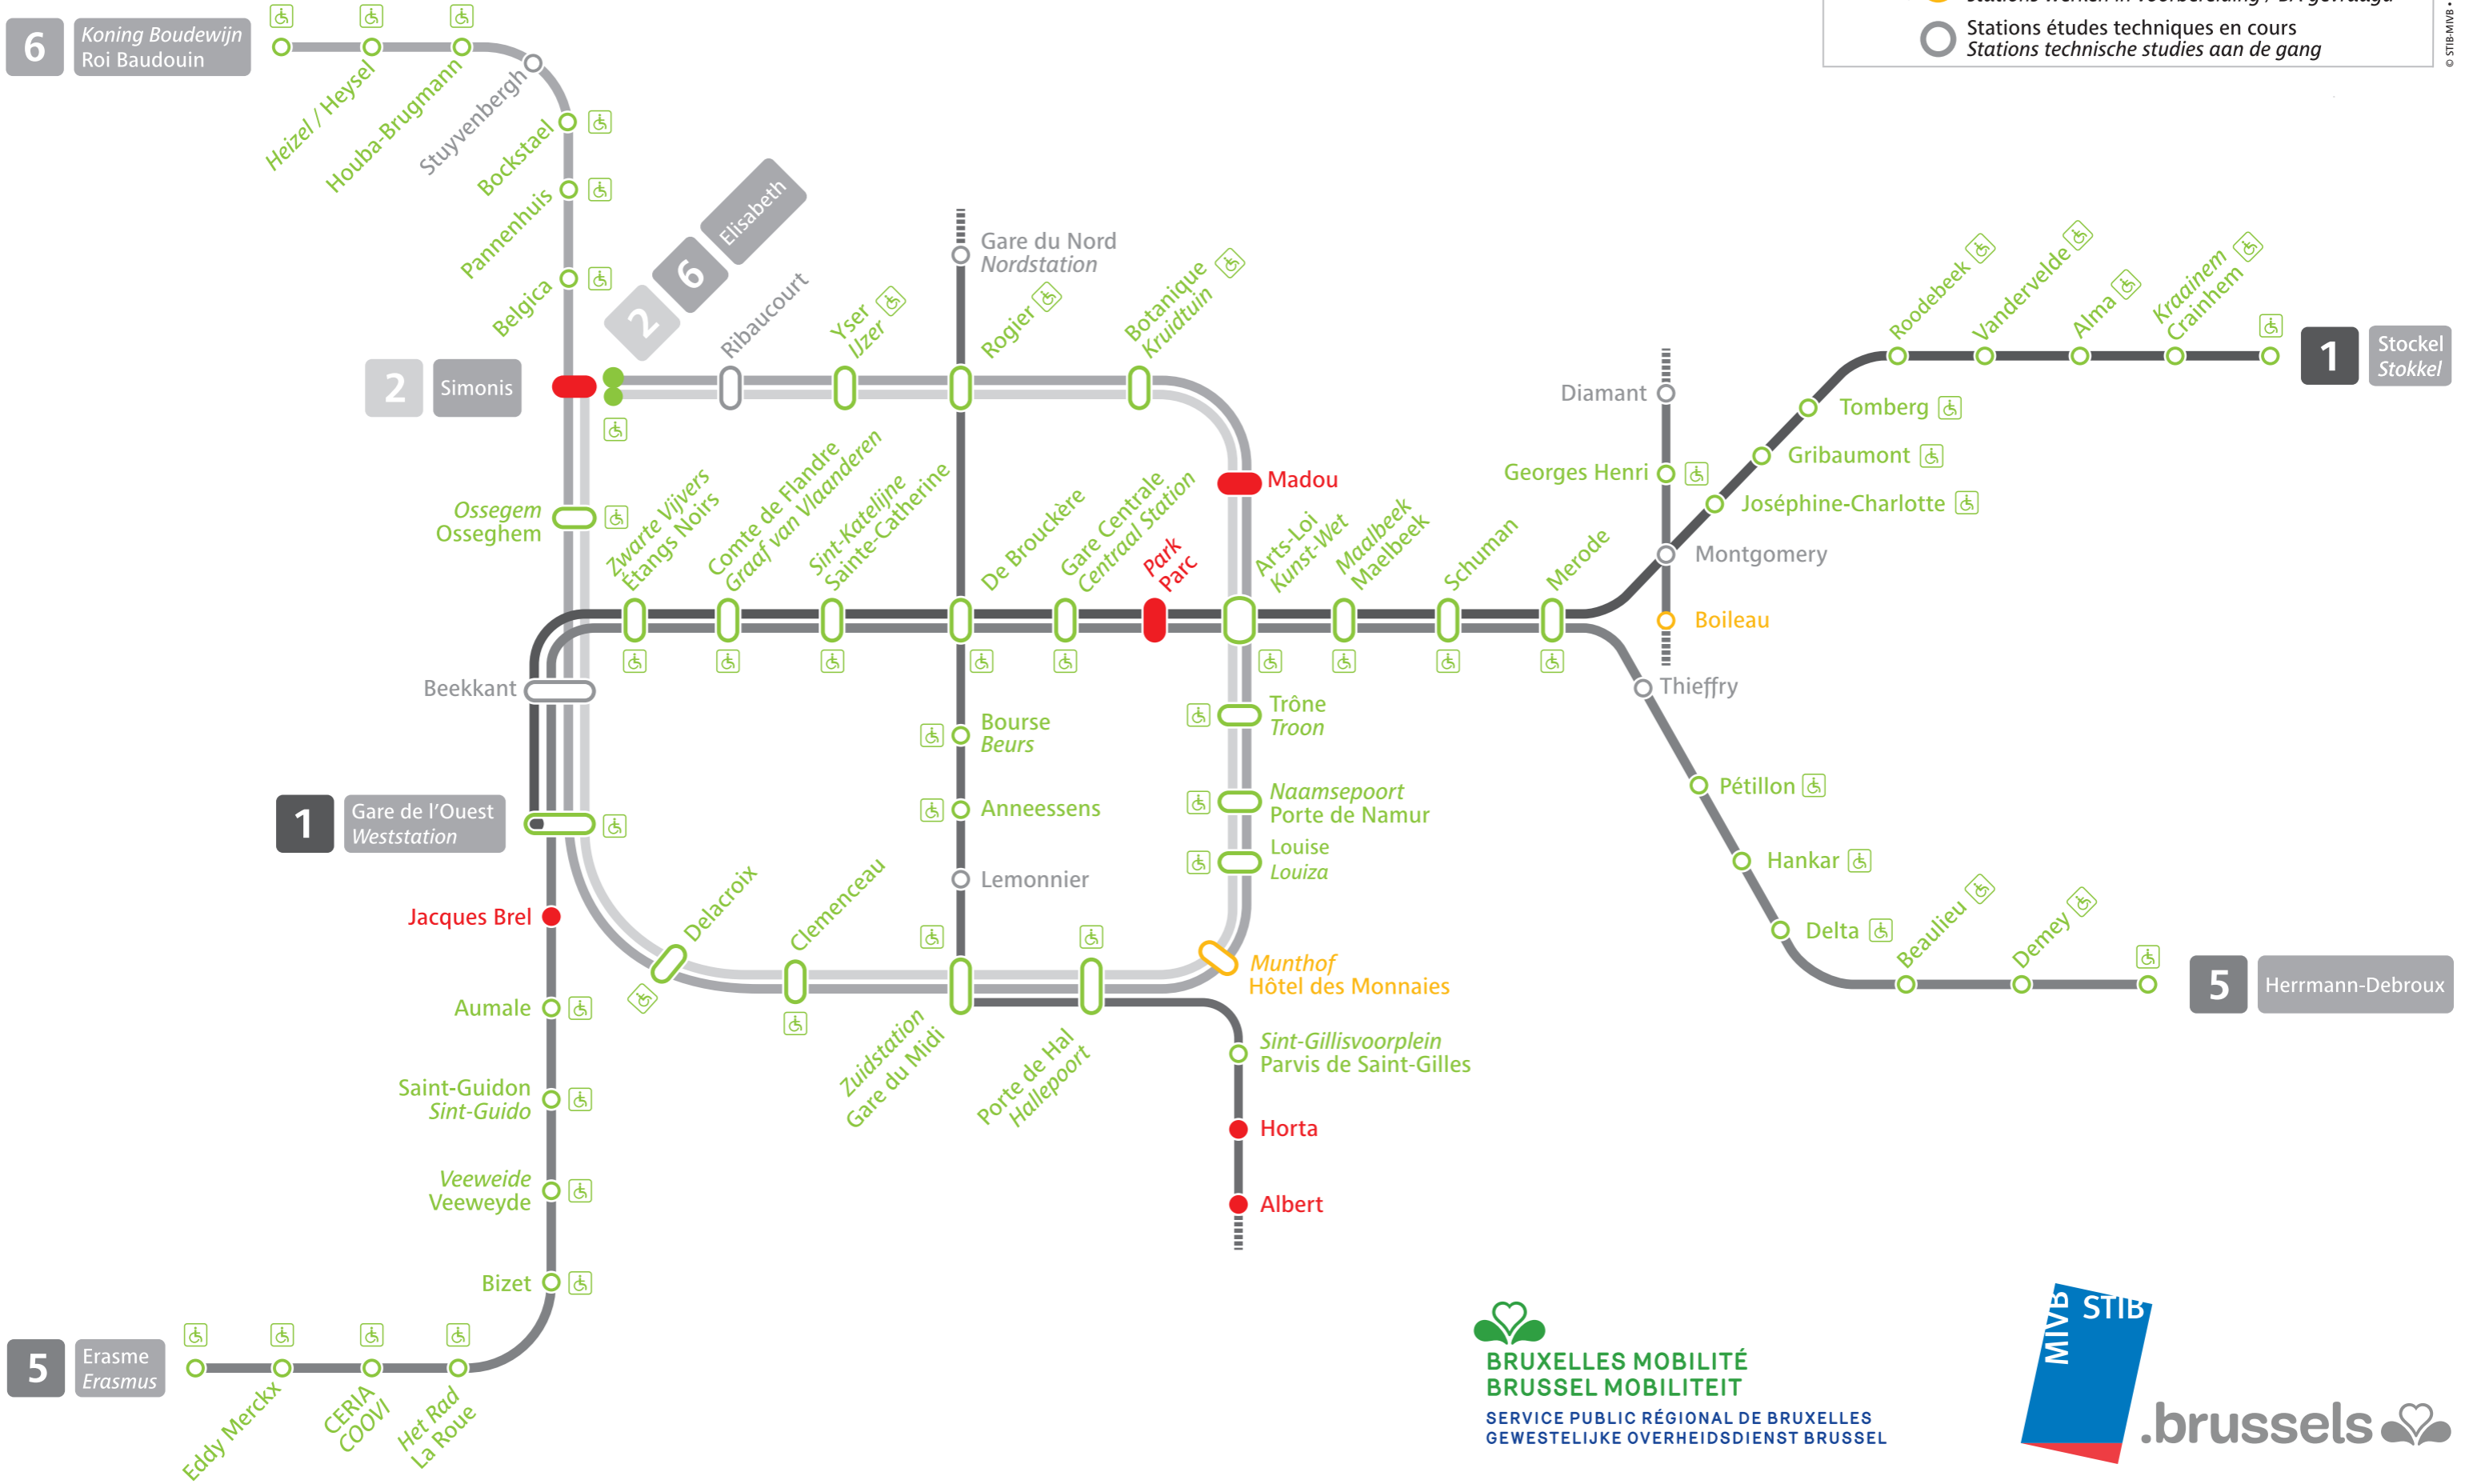 Stations études techniques en cours
Stations technische studies aan de gang
© STIB-MIVB •
6
Koning Boudewijn
Roi Baudouin
Heizel / Heysel
Houba-Brugmann
Stuyvenbergh
Bockstael
Pannenhuis
Belgica
2
6
Elisabeth
2
Simonis
Ribaucourt
Yser
IJzer
Gare du Nord
Nordstation
Rogier
Botanique
Kruidtuin
Madou
Diamant
Georges Henri
Montgomery
Boileau
Roodebeek
Vandervelde
Alma
Kraainem
Crainhem
1
Stockel
Stokkel
Tomberg
Gribaumont
Joséphine-Charlotte
Ossegem
Osseghem
Zwarte Vijvers
Étangs Noirs
Comte de Flandre
Graaf van Vlaanderen
Sint-Katelijne
Sainte-Catherine
De Brouckère
Gare Centrale
Centraal Station
Park
Parc
Arts-Loi
Kunst-Wet
Maalbeek
Maelbeek
Schuman
Merode
Beekkant
Thieffry
Trône
Troon
Bourse
Beurs
Naamsepoort
Porte de Namur
Pétillon
1
Gare de l'Ouest
Weststation
Anneessens
Louise
Louiza
Hankar
Lemonnier
Jacques Brel
Delacroix
Clemenceau
Delta
Beaulieu
Demey
5
Herrmann-Debroux
Munthof
Hôtel des Monnaies
Aumale
Zuidstation
Gare du Midi
Porte de Hal
Hallepoort
Sint-Gillisvoorplein
Parvis de Saint-Gilles
Saint-Guidon
Sint-Guido
Horta
Veeweide
Veeweyde
Albert
Bizet
5
Erasme
Erasmus
Eddy Merckx
CERIA
COOVI
Het Rad
La Roue
BRUXELLES MOBILITÉ
BRUSSEL MOBILITEIT
SERVICE PUBLIC RÉGIONAL DE BRUXELLES
GEWESTELIJKE OVERHEIDSDIENST BRUSSEL
MIVB
STIB
.brussels